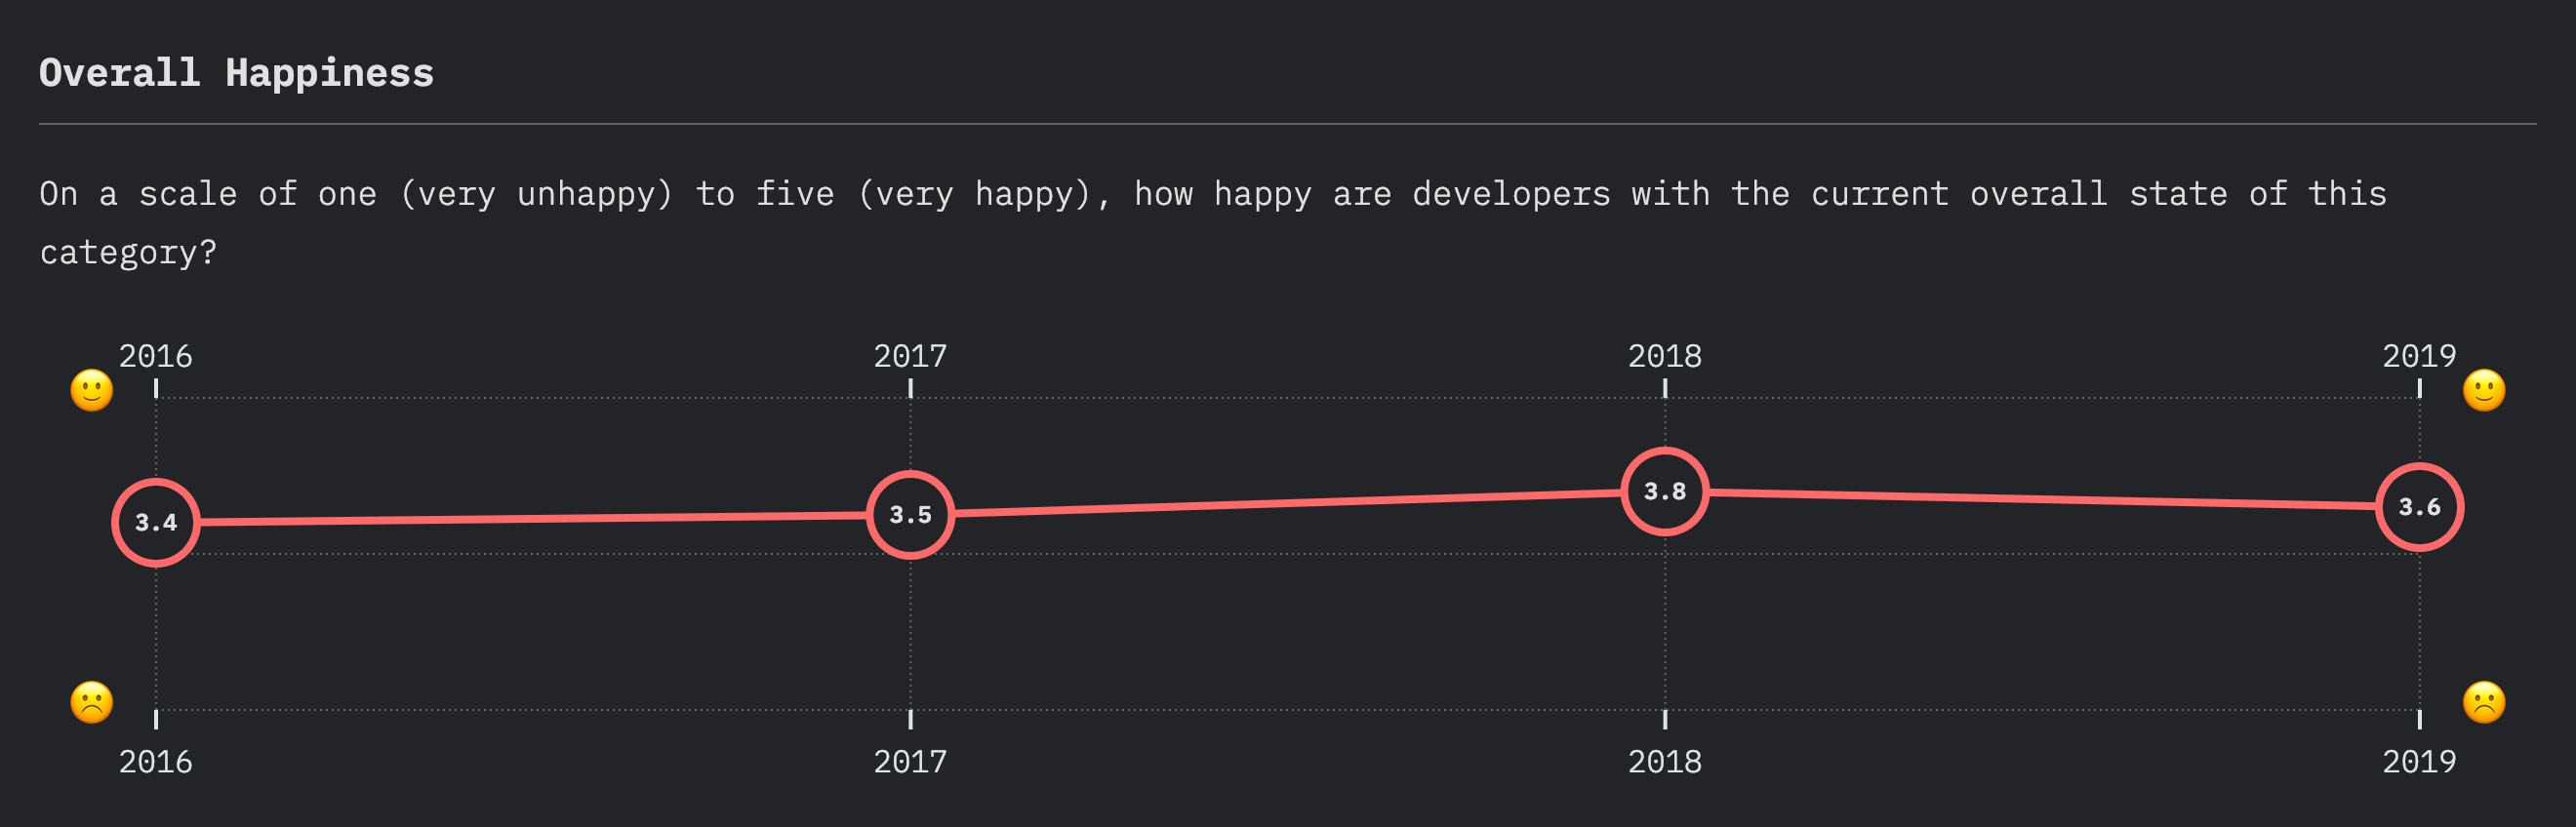 Overall Happiness
On a scale of one (very unhappy) to five (very happy), how happy are developers with the current overall state of this
category?
2016 2017 2018 2019
3.4 3.5 3.8 3.6
2016 2017 2018 2019